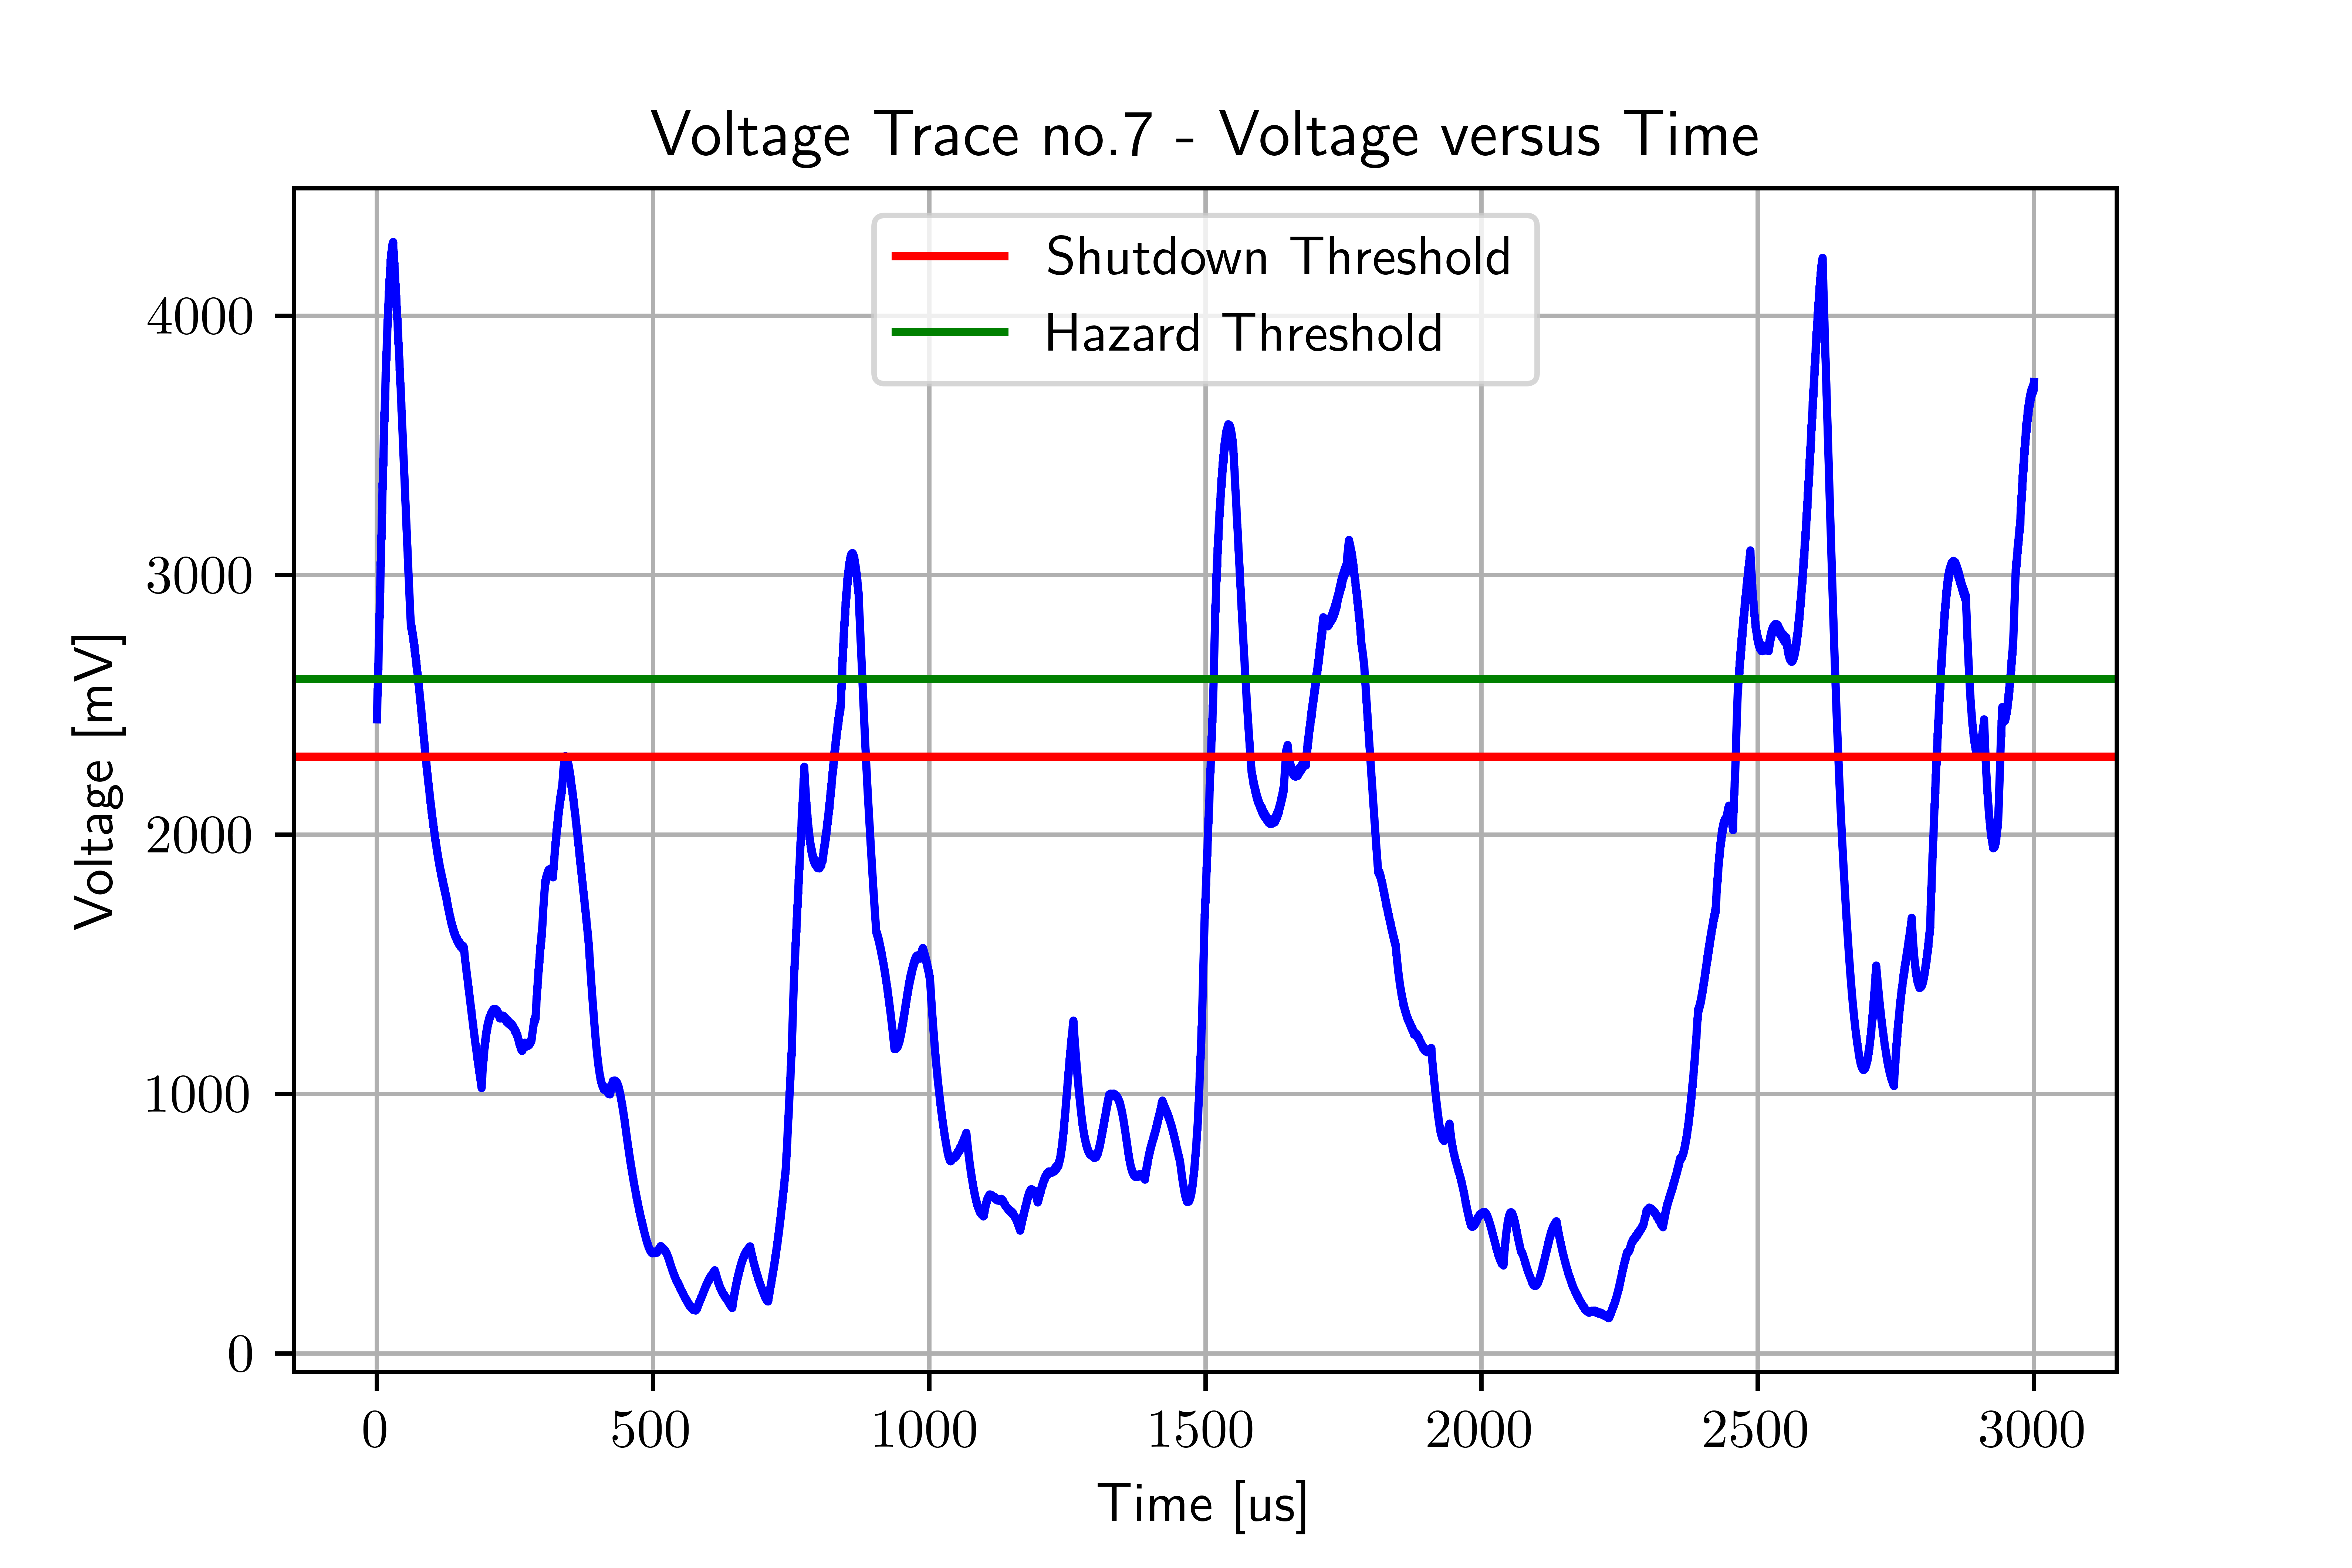 Voltage Trace no.7 - Voltage versus Time
Shutdown Threshold
Hazard Threshold
4000
3000
2000
1000
0
Voltage [mV]
0 500 1000 1500 2000 2500 3000
Time [us]